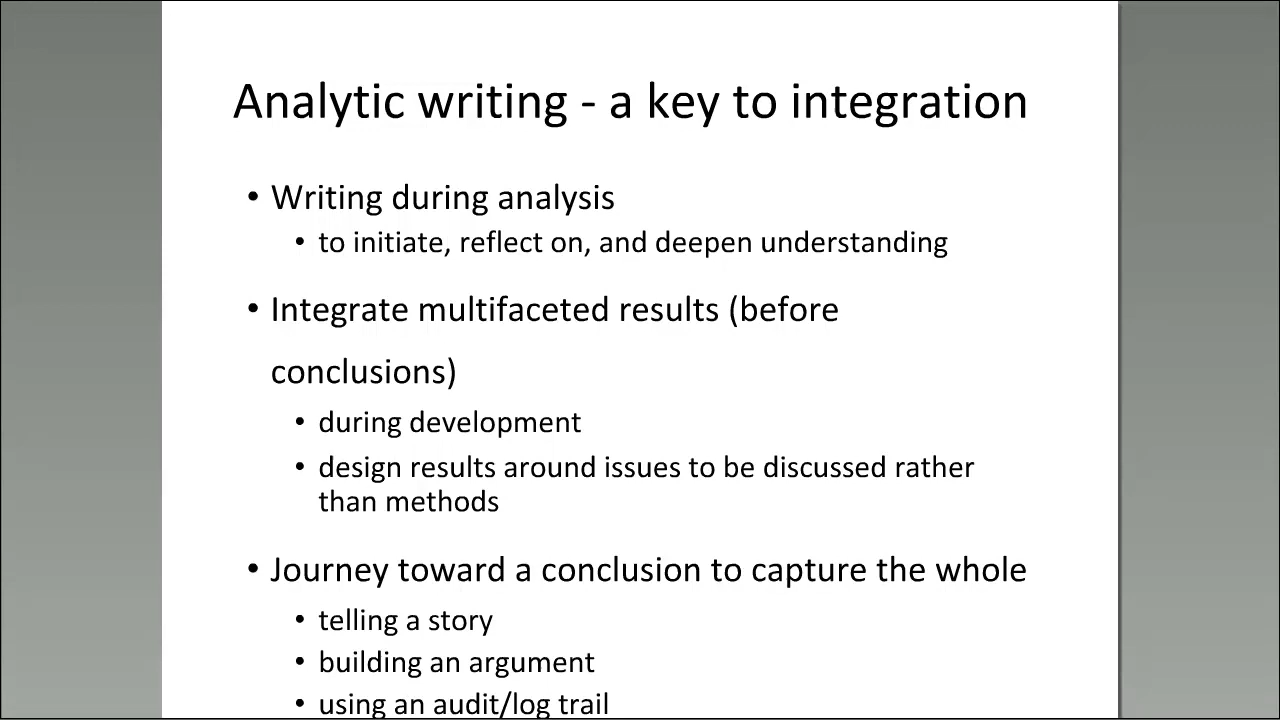 Analytic writing - a key to integration
• Writing during analysis
• to initiate, reflect on, and deepen understanding
• Integrate multifaceted results (before
conclusions)
• during development
• design results around issues to be discussed rather
than methods
• Journey toward a conclusion to capture the whole
• telling a story
• building an argument
• using an audit/log trail